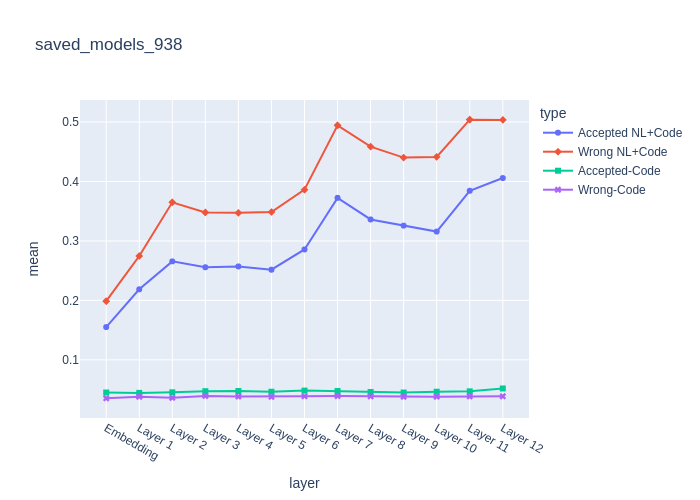 saved_models_938
type
Accepted NL+Code
Wrong NL+Code
Accepted-Code
Wrong-Code
mean
0.5
0.4
0.3
0.2
0.1
Embedding
Layer 1
Layer 2
Layer 3
Layer 4
Layer 5
Layer 6
Layer 7
Layer 8
Layer 9
Layer 10
Layer 11
Layer 12
layer